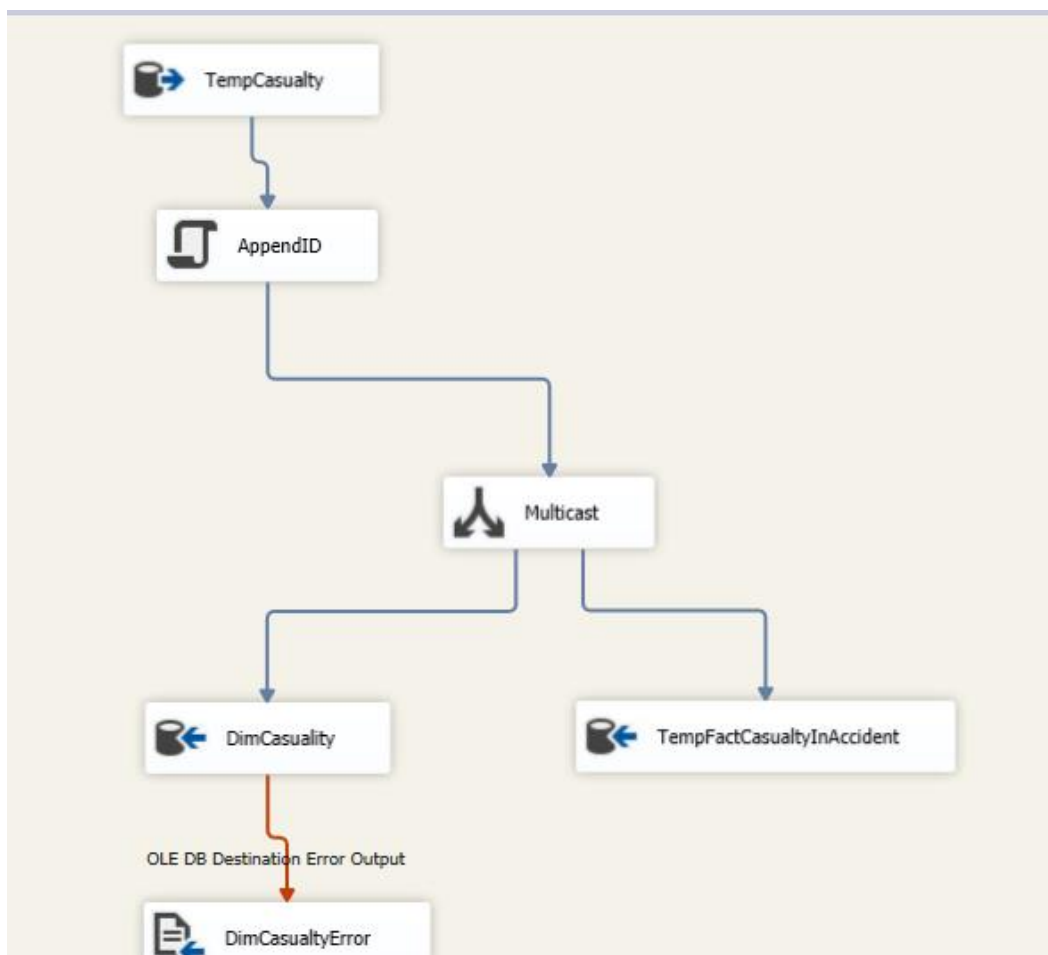 TempCasualty
AppendID
Multicast
DimCasuality
TempFactCasualtyInAccident
OLE DB Destination Error Output
DimCasualtyError